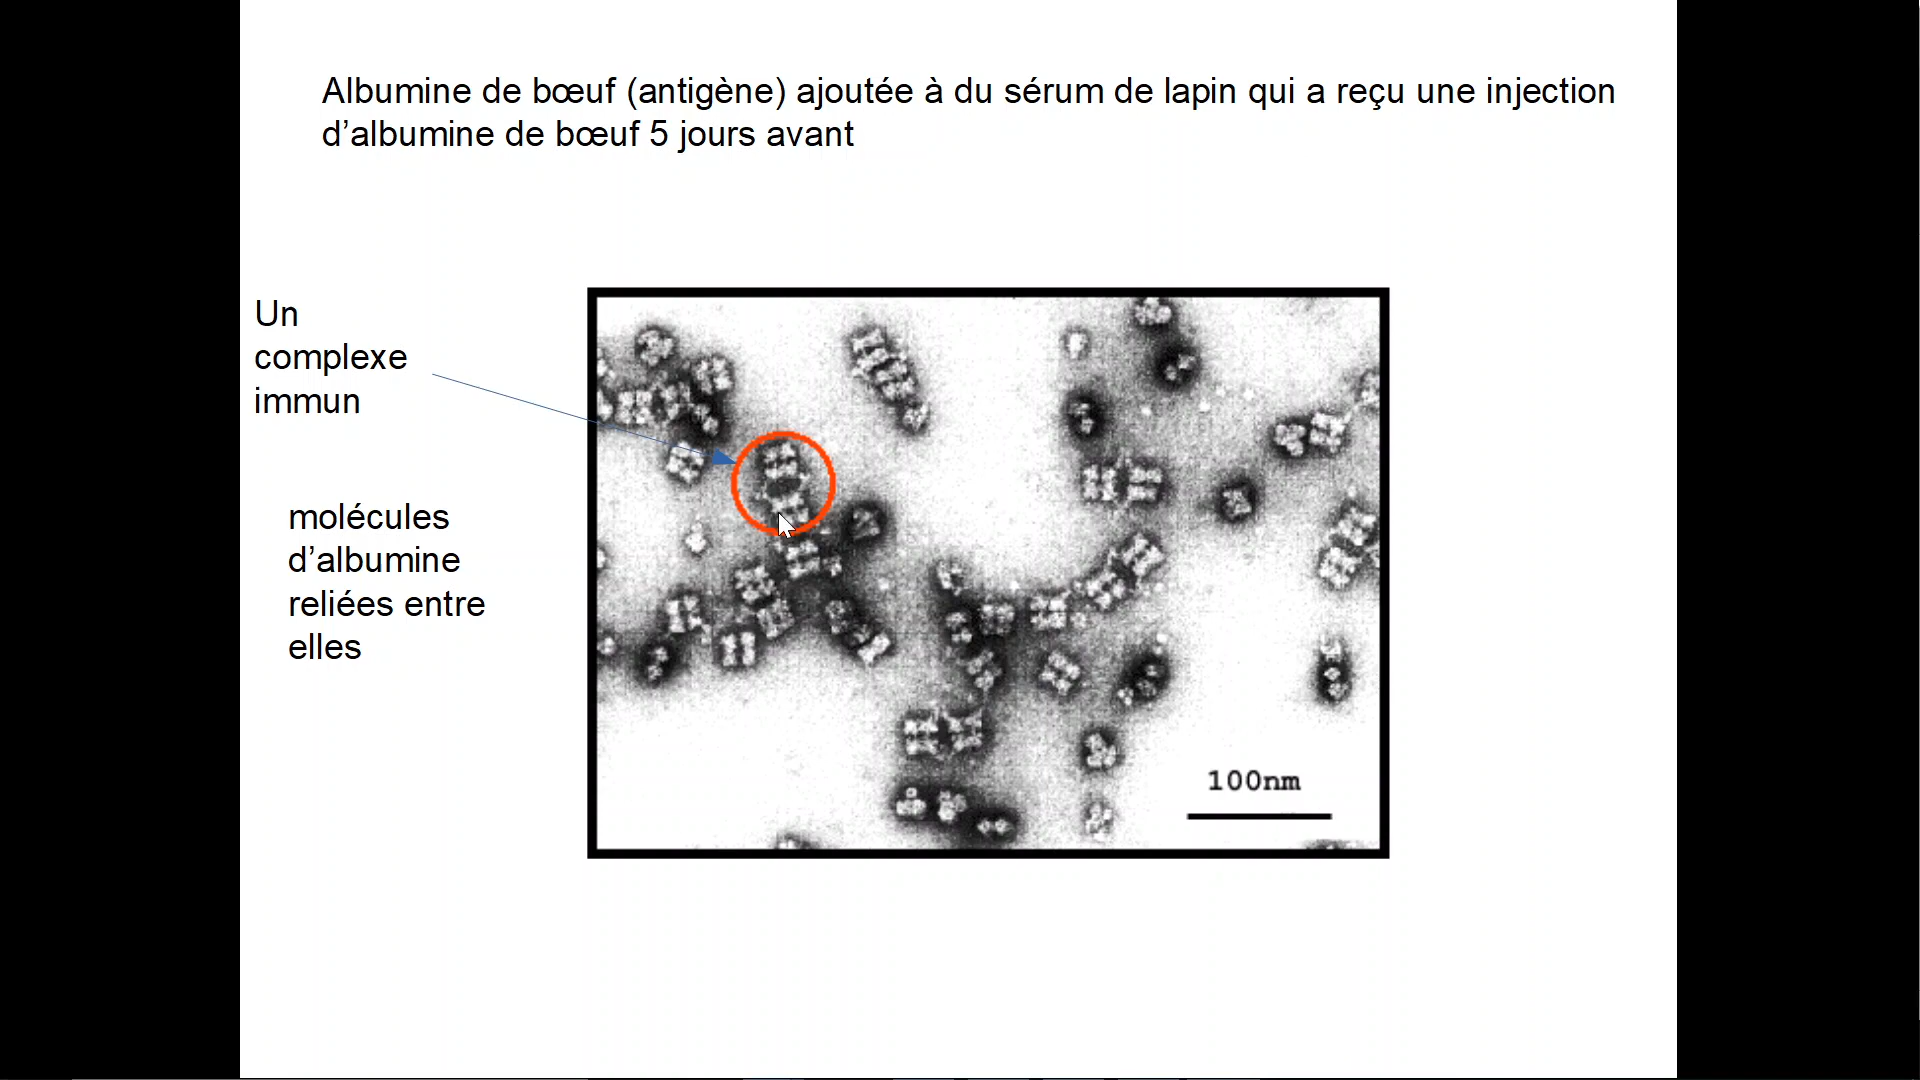 Albumine de bœuf (antigène) ajoutée à du sérum de lapin qui a reçu une injection
d’albumine de bœuf 5 jours avant
Un
complexe
immun
molécules
d’albumine
reliées entre
elles
100nm